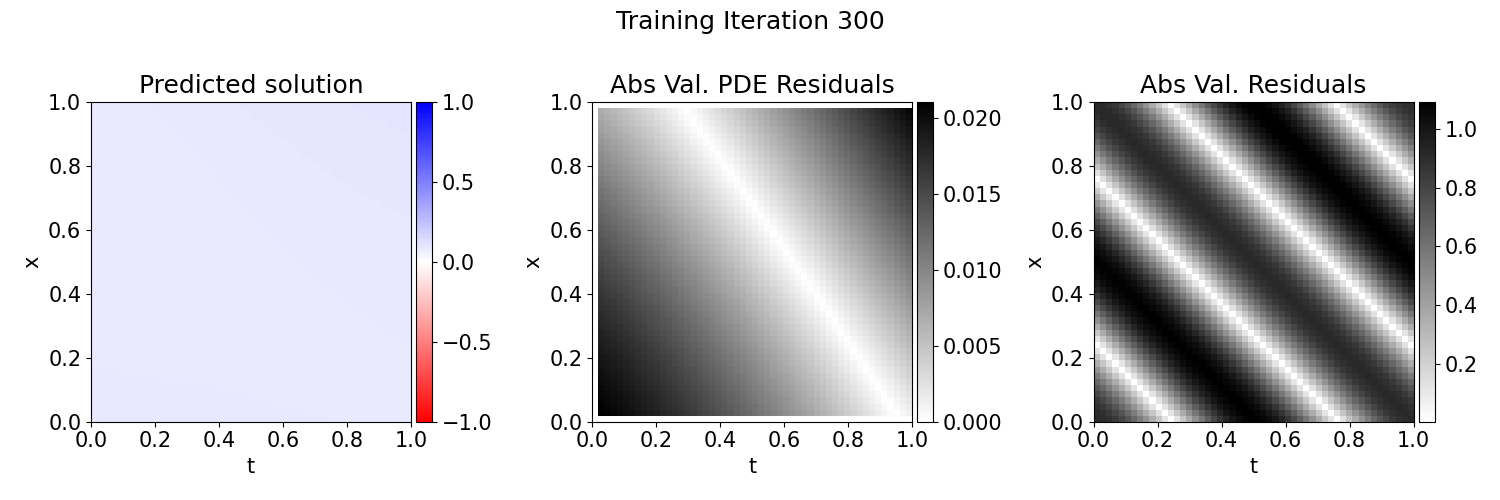 Training Iteration 300
Predicted solution
1.0
0.8
0.6
0.4
0.2
0.0
x
0.0 0.2 0.4 0.6 0.8 1.0
t
1.0
0.5
0.0
−0.5
−1.0
Abs Val. PDE Residuals
1.0
0.8
0.6
0.4
0.2
0.0
x
0.0 0.2 0.4 0.6 0.8 1.0
t
0.020
0.015
0.010
0.005
0.000
Abs Val. Residuals
1.0
0.8
0.6
0.4
0.2
0.0
x
0.0 0.2 0.4 0.6 0.8 1.0
t
1.0
0.8
0.6
0.4
0.2